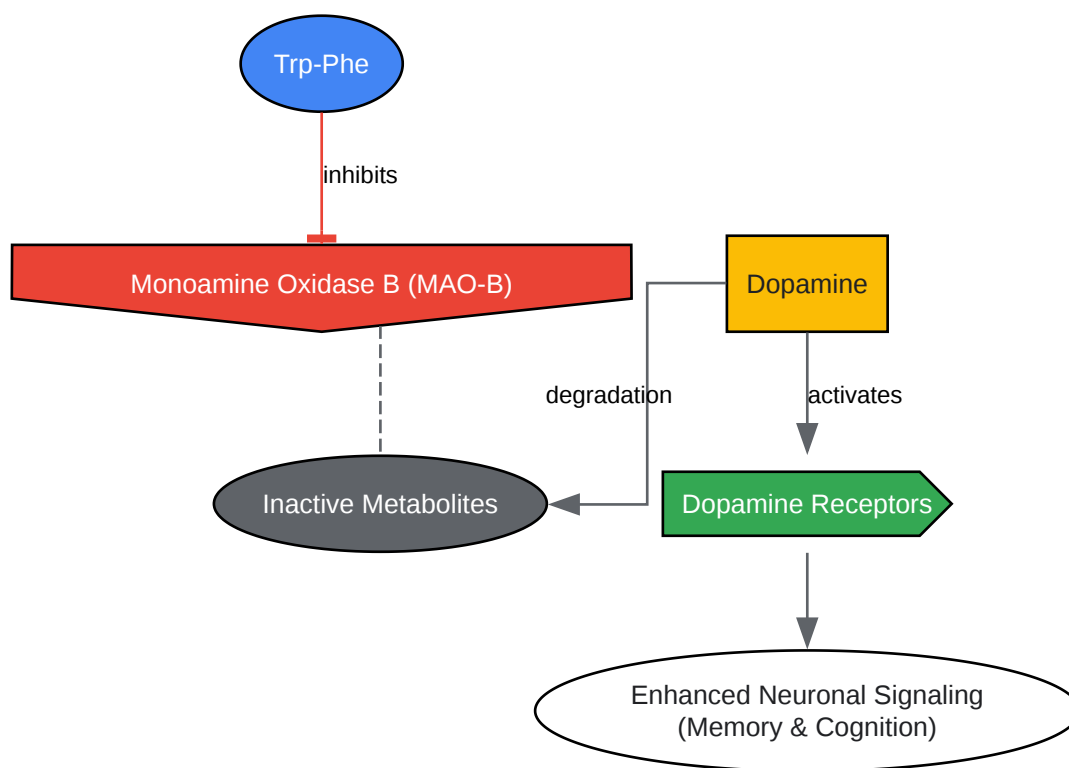 Trp-Phe
inhibits
Monoamine Oxidase B (MAO-B)
Dopamine
degradation
activates
Inactive Metabolites
Dopamine Receptors
Enhanced Neuronal Signaling
(Memory & Cognition)